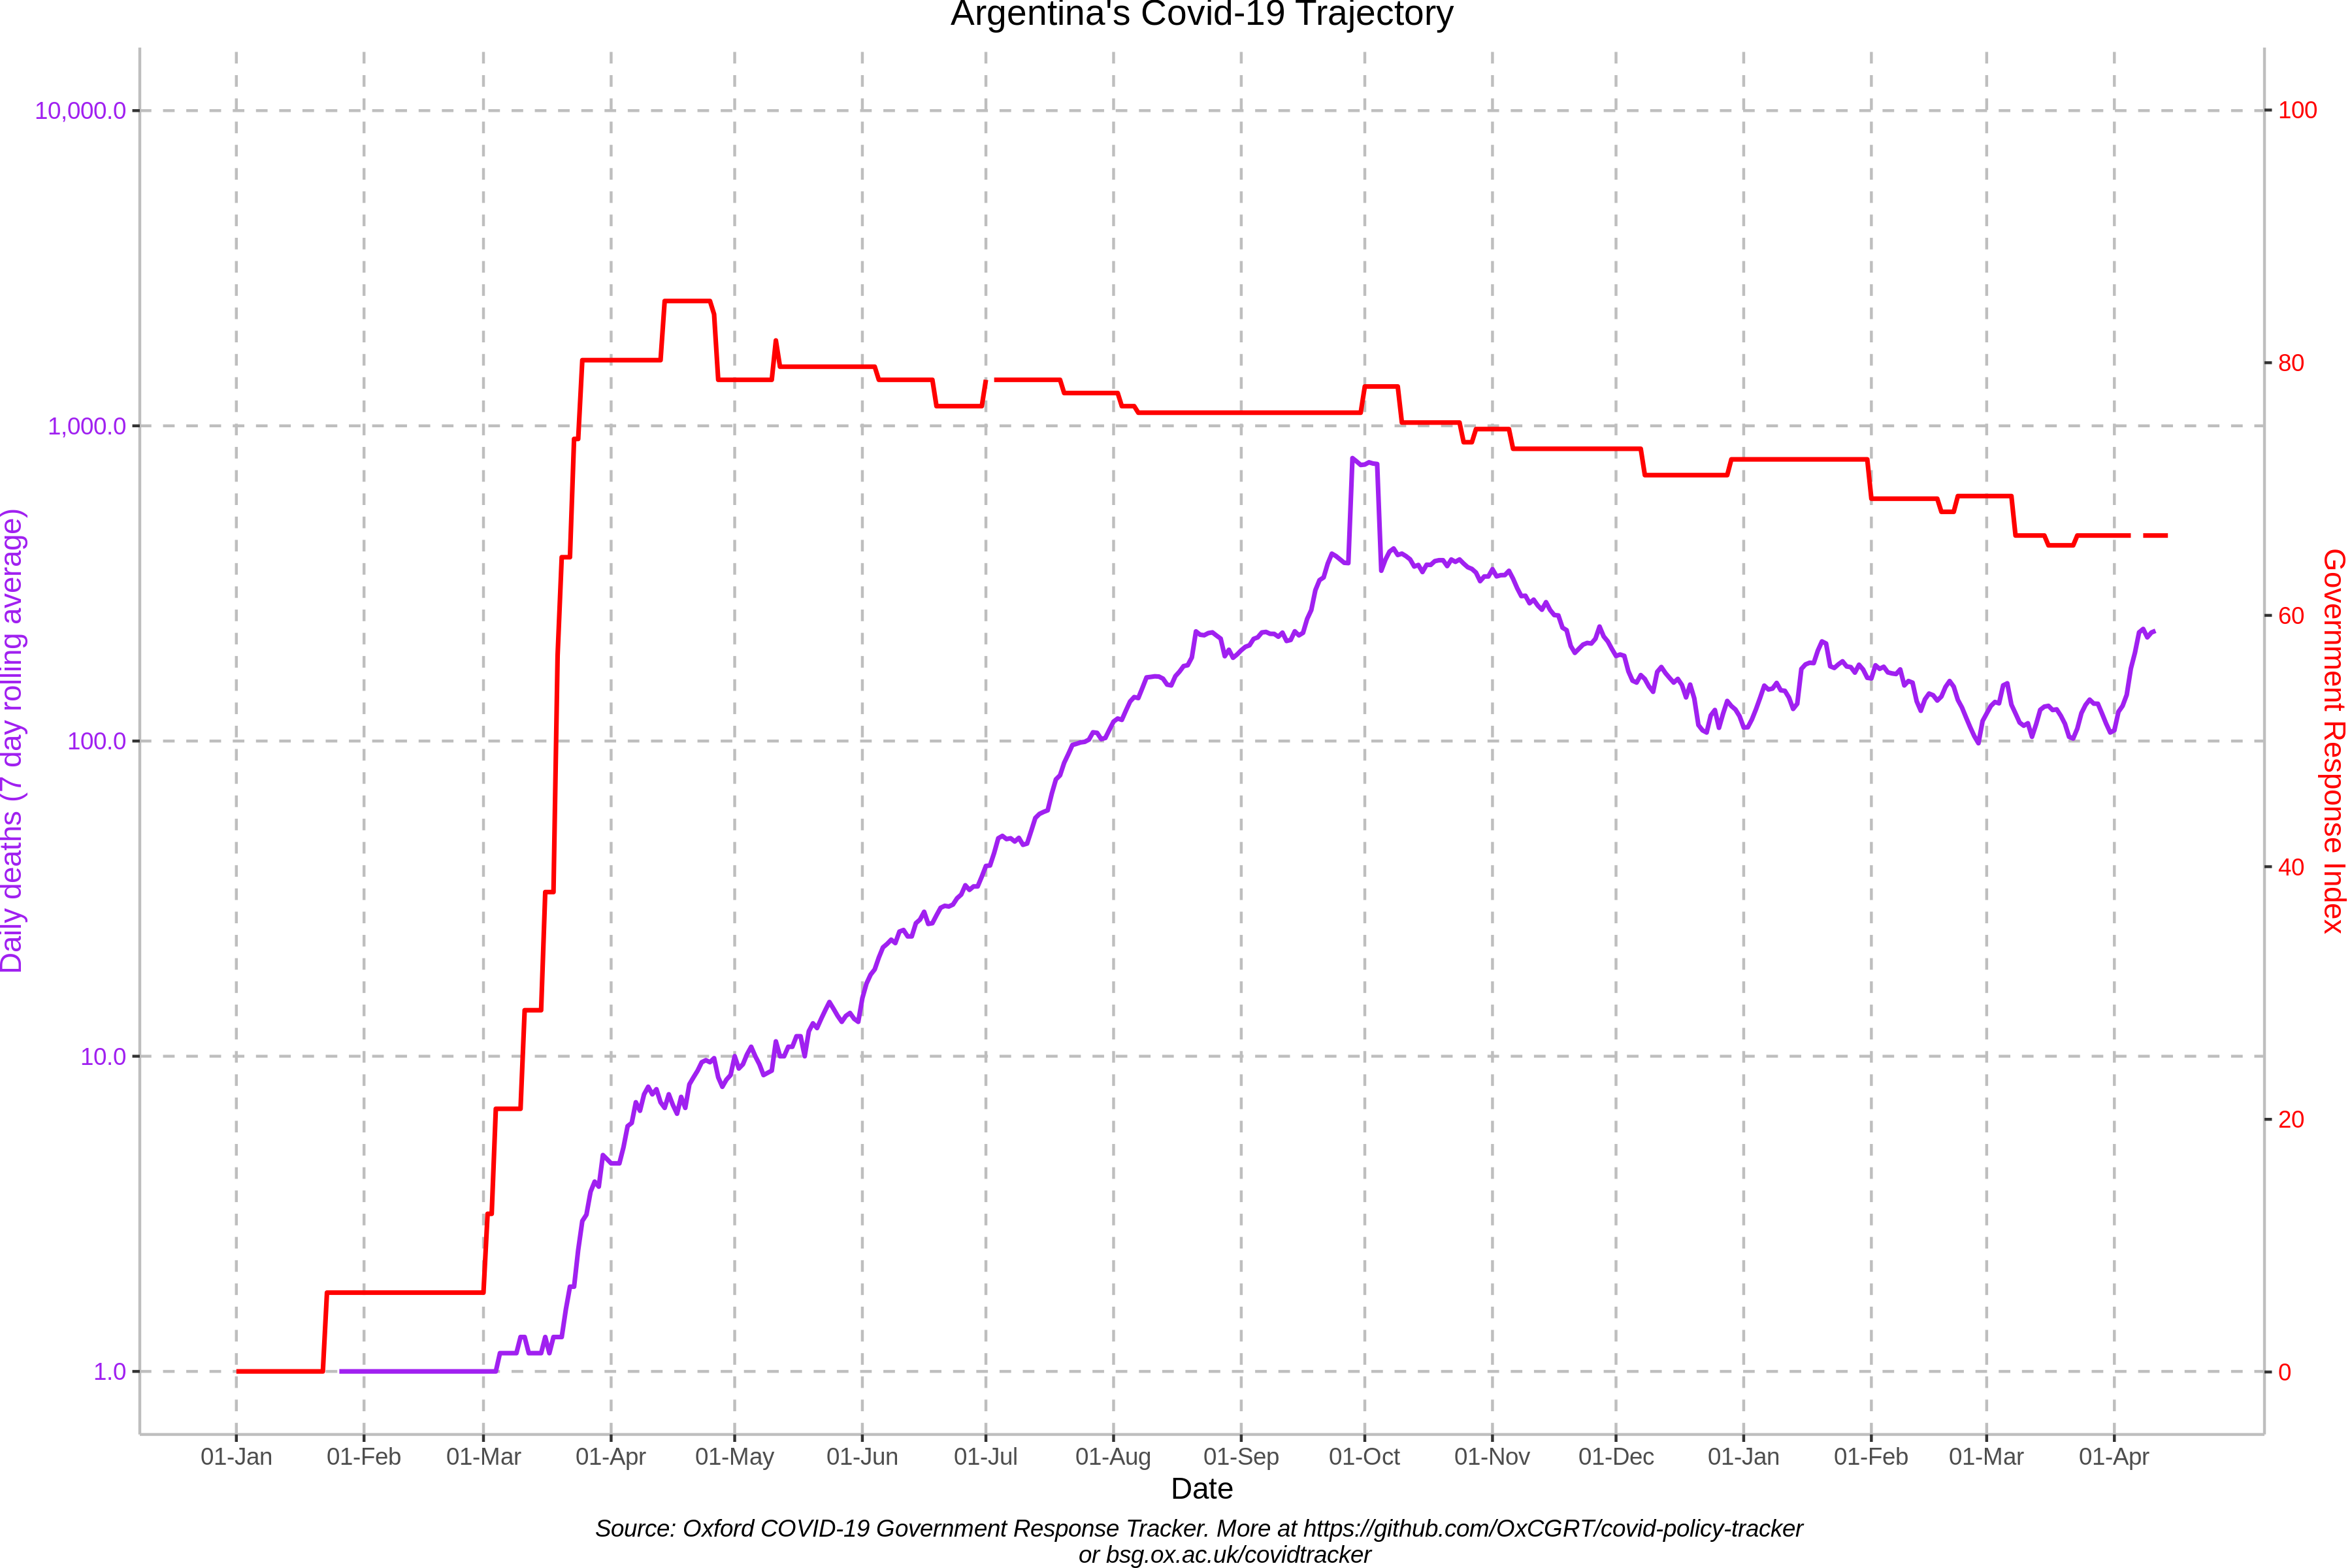 Argentina's Covid-19 Trajectory
10,000.0
1,000.0
100.0
10.0
1.0
Daily deaths (7 day rolling average)
100
80
60
40
20
0
Government Response Index
01-Jan 01-Feb 01-Mar 01-Apr 01-May 01-Jun 01-Jul 01-Aug 01-Sep 01-Oct 01-Nov 01-Dec 01-Jan 01-Feb 01-Mar 01-Apr
Date
Source: Oxford COVID-19 Government Response Tracker. More at https://github.com/OxCGRT/covid-policy-tracker
or bsg.ox.ac.uk/covidtracker